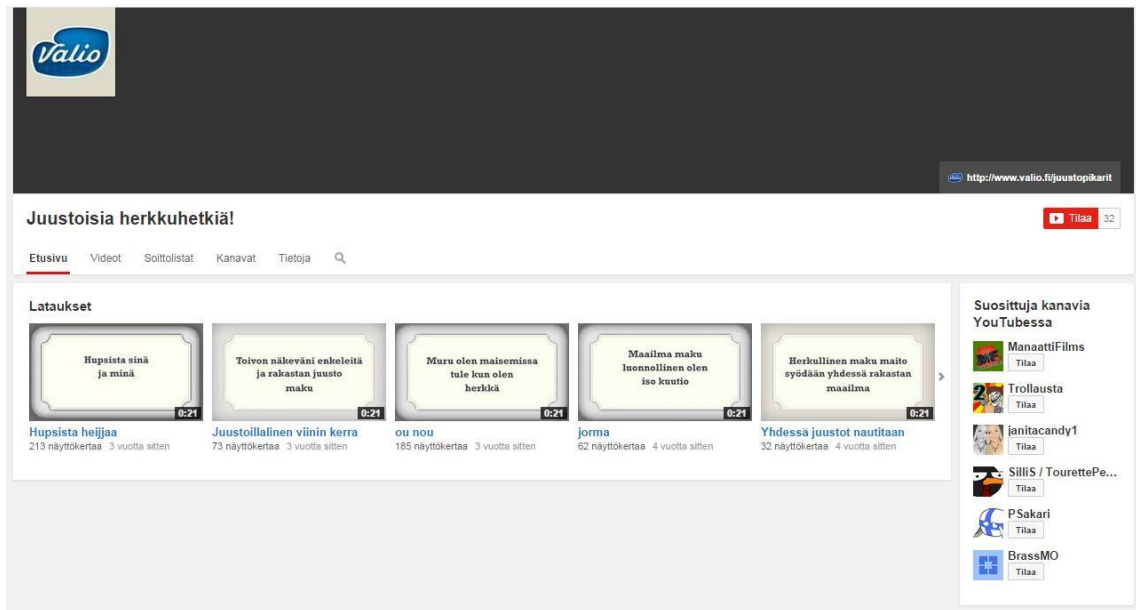 Valio
http://www.valio.fi/juustopikarit
Juustoisia herkkuhetkiä!
Tilaa 32
Etusivu Videot Soittolistat Kanavat Tietoja
Lataukset
Hupsista sinä
ja minä
0:21
Hupsista heijjaa
213 näyttökertaa 3 vuotta sitten
Toivon näkeväni enkeleitä
ja rakastan juusto
maku
0:21
Juustoillallinen viinin kerra
73 näyttökertaa 3 vuotta sitten
Muru olen maisemissa
tule kun olen
herkkä
0:21
ou nou
185 näyttökertaa 3 vuotta sitten
Maailma maku
luonnollinen olen
iso kuutio
0:21
jorma
62 näyttökertaa 4 vuotta sitten
Herkullinen maku maito
syödään yhdessä rakastan
maailma
0:21
Yhdessä juustot nautitaan
32 näyttökertaa 4 vuotta sitten
Suosittuja kanavia
YouTubessa
ManaattiFilms
Tilaa
2
Trollausta
Tilaa
janitacandy1
Tilaa
SilliS / TourettePe...
Tilaa
PSakari
Tilaa
BrassMO
Tilaa